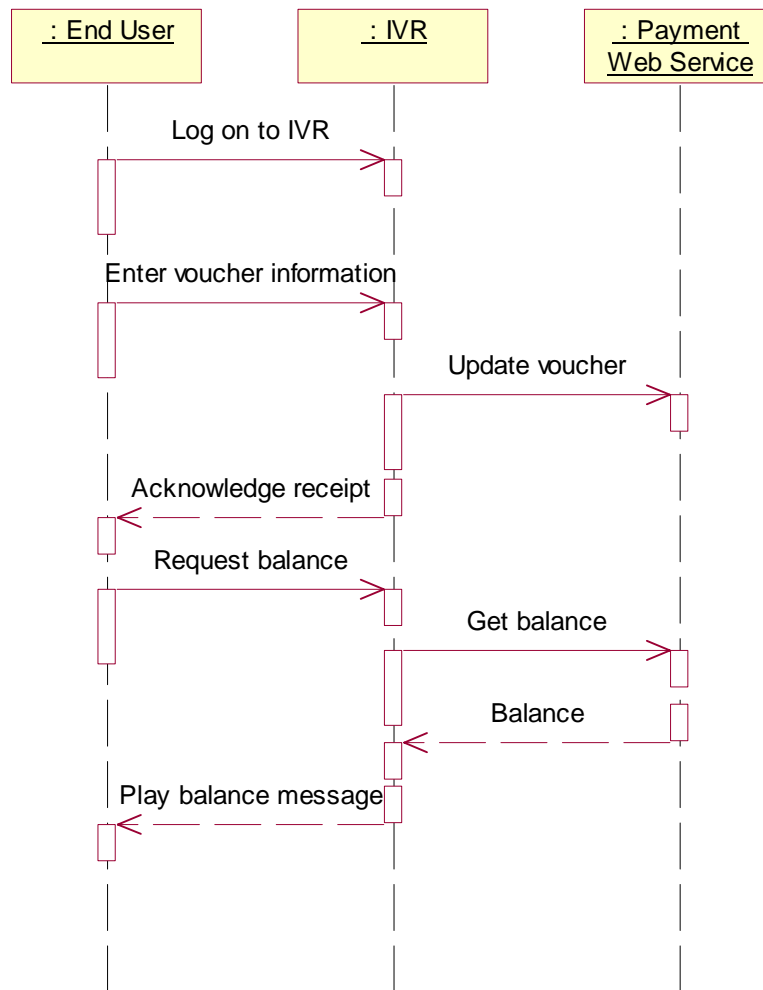 : End User
: IVR
: Payment
Web Service
Log on to IVR
Enter voucher information
Update voucher
Acknowledge receipt
Request balance
Get balance
Balance
Play balance message